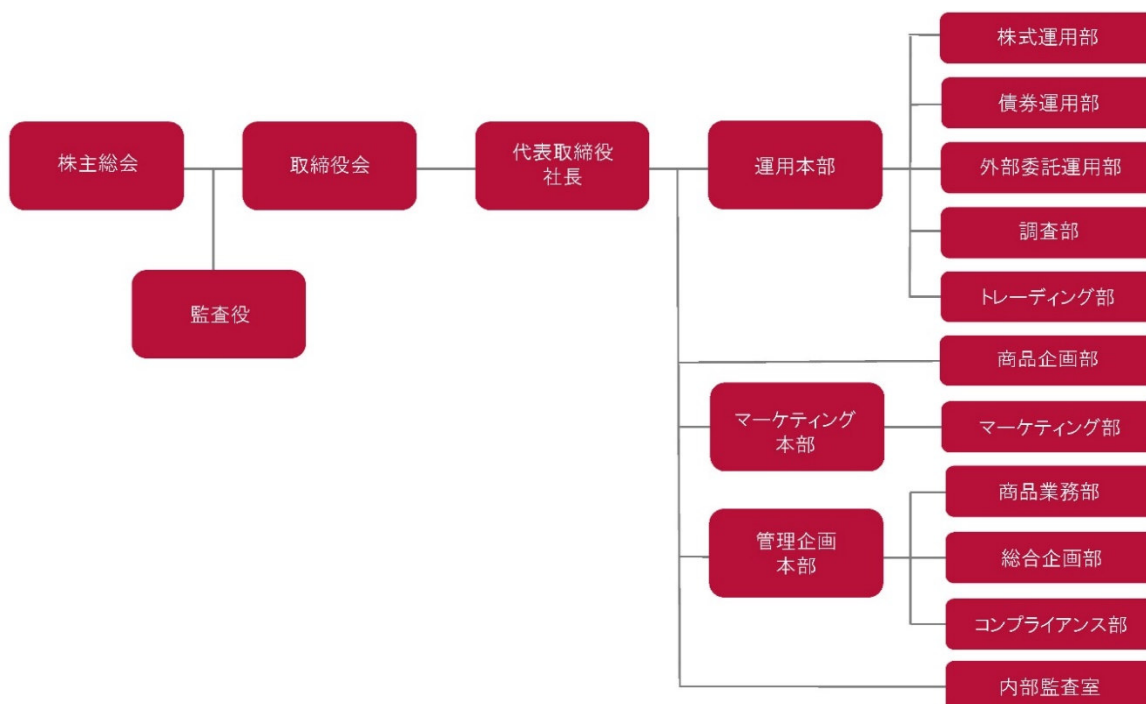 株主総会
取締役会
代表取締役
社長
監査役
運用本部
株式運用部
債券運用部
外部委託運用部
調査部
トレーディング部
商品企画部
マーケティング
本部
マーケティング部
管理企画
本部
商品業務部
総合企画部
コンプライアンス部
内部監査室